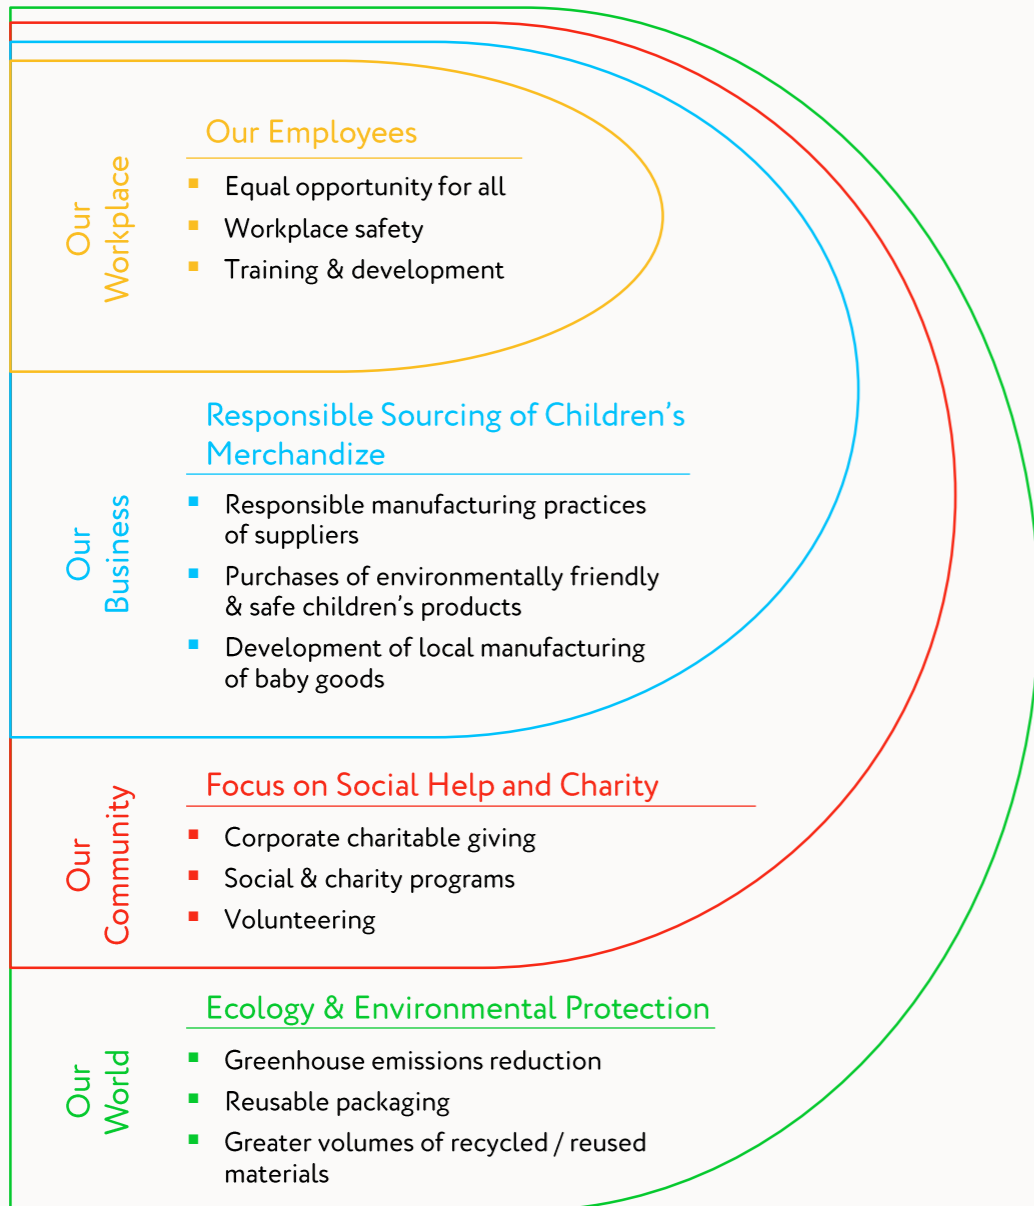 Our
Workplace
Our Employees
▪ Equal opportunity for all
▪ Workplace safety
▪ Training & development
Our
Business
Responsible Sourcing of Children’s
Merchandize
▪ Responsible manufacturing practices
of suppliers
▪ Purchases of environmentally friendly
& safe children’s products
▪ Development of local manufacturing
of baby goods
Our
Community
Focus on Social Help and Charity
▪ Corporate charitable giving
▪ Social & charity programs
▪ Volunteering
Our
World
Ecology & Environmental Protection
▪ Greenhouse emissions reduction
▪ Reusable packaging
▪ Greater volumes of recycled / reused
materials